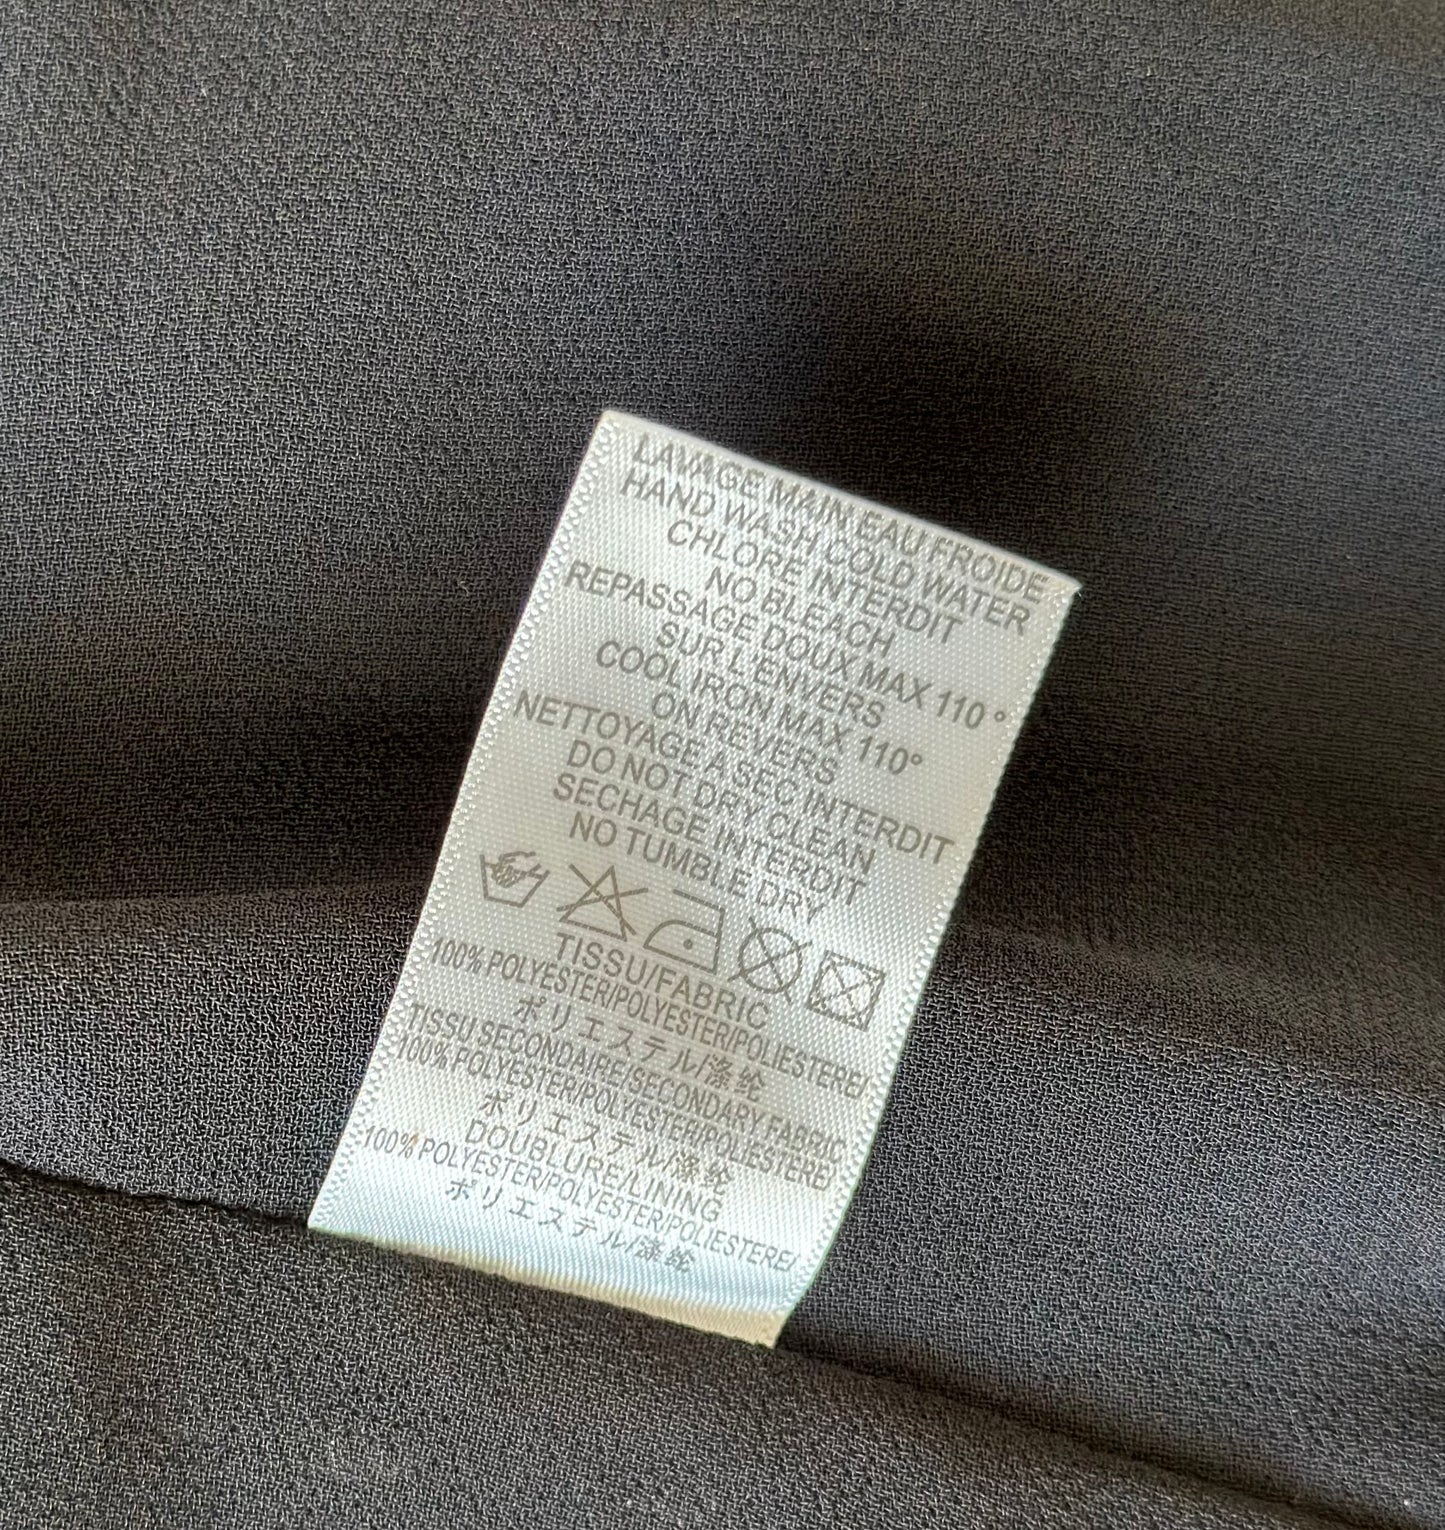 LAVAGE MAIN EAU FROIDE
HAND WASH COLD WATER
CHLORE INTERDIT
NO BLEACH
REPASSAGE DOUX MAX 110°
SUR L'ENVERS
COOL IRON MAX 110°
ON REVERS
NETTOYAGE A SEC INTERDIT
DO NOT DRY CLEAN
SECHAGE INTERDIT
NO TUMBLE DRY
TISSU/FABRIC
100% POLYESTER/POLYESTER/POLIESTERE/
ポリエステル/涤纶
TISSU SECONDAIRE/SECONDARY FABRIC
100% POLYESTER/POLYESTER/POLIESTERE/
ポリエステル/涤纶
DOUBLURE/LINING
100% POLYESTER/POLYESTER/POLIESTERE/
ポリエステル/涤纶